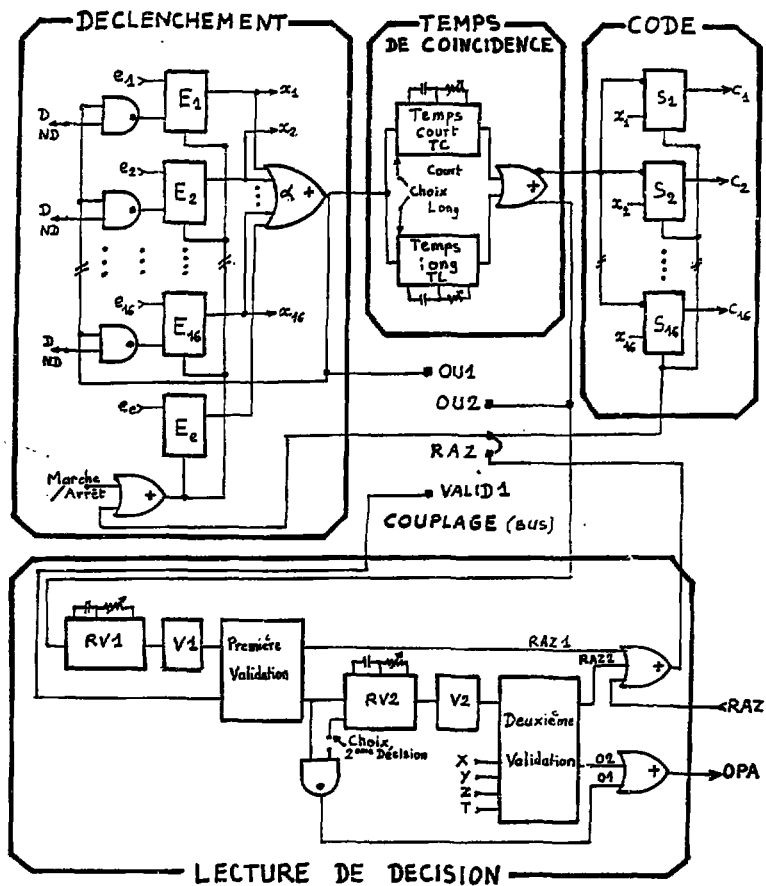 DECLENCHEMENT
e1
E1
x1
D
ND
x2
e2
E2
D
ND
α
+
e16
E16
x16
D
ND
ee
Ee
Marche
/Arrêt
+
TEMPS
DE COINCIDENCE
Temps
Court
TC
Court
Choix
Long
+
Temps
long
TL
CODE
S1
C1
x1
S2
C2
x2
S16
C16
x16
OU1
OU2
RAZ
VALID1
COUPLAGE (BUS)
RV1
V1
Première
Validation
RAZ1
RAZ2
+
RAZ
RV2
V2
Deuxième
Validation
Choix
2ème Décision
X
Y
Z
T
O2
O1
+
OPA
LECTURE DE DECISION